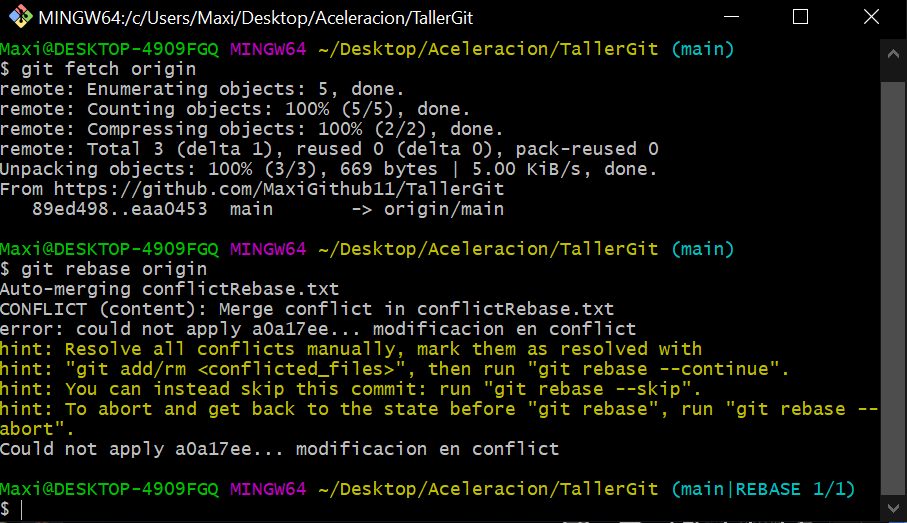 MINGW64:/c/Users/Maxi/Desktop/Aceleracion/TallerGit
Maxi@DESKTOP-4909FGQ MINGW64 ~/Desktop/Aceleracion/TallerGit (main)
$ git fetch origin
remote: Enumerating objects: 5, done.
remote: Counting objects: 100% (5/5), done.
remote: Compressing objects: 100% (2/2), done.
remote: Total 3 (delta 1), reused 0 (delta 0), pack-reused 0
Unpacking objects: 100% (3/3), 669 bytes | 5.00 KiB/s, done.
From https://github.com/MaxiGithub11/TallerGit
   89ed498..eaa0453  main       -> origin/main
Maxi@DESKTOP-4909FGQ MINGW64 ~/Desktop/Aceleracion/TallerGit (main)
$ git rebase origin
Auto-merging conflictRebase.txt
CONFLICT (content): Merge conflict in conflictRebase.txt
error: could not apply a0a17ee... modificacion en conflict
hint: Resolve all conflicts manually, mark them as resolved with
hint: "git add/rm <conflicted_files>", then run "git rebase --continue".
hint: You can instead skip this commit: run "git rebase --skip".
hint: To abort and get back to the state before "git rebase", run "git rebase --
abort".
Could not apply a0a17ee... modificacion en conflict
Maxi@DESKTOP-4909FGQ MINGW64 ~/Desktop/Aceleracion/TallerGit (main|REBASE 1/1)
$